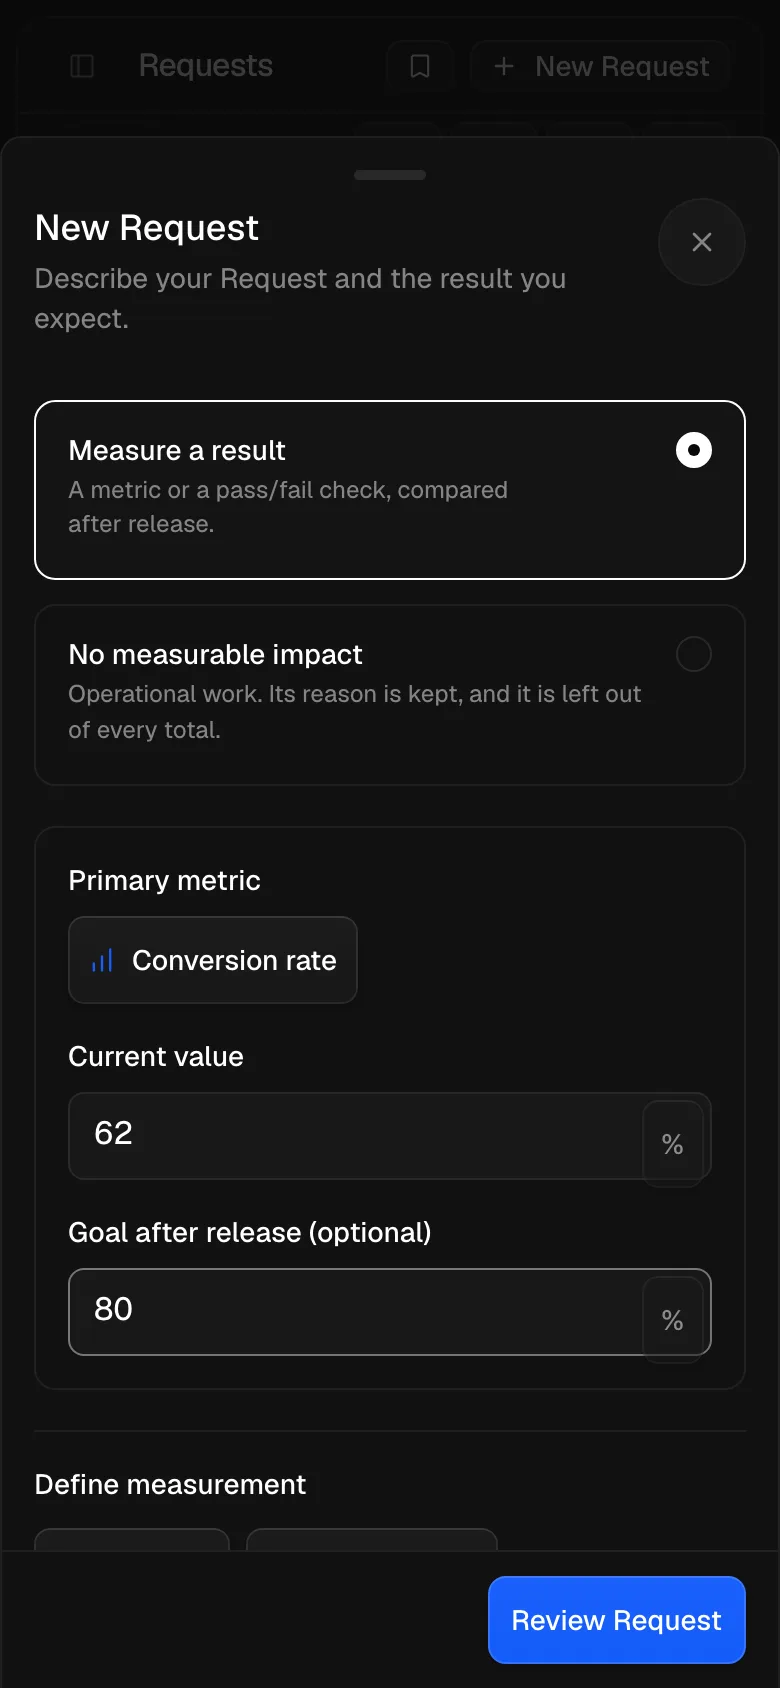 Requests
New Request
New Request
Describe your Request and the result you
expect.
Measure a result
A metric or a pass/fail check, compared
after release.
No measurable impact
Operational work. Its reason is kept, and it is left out
of every total.
Primary metric
Conversion rate
Current value
62
%
Goal after release (optional)
80
%
Define measurement
Review Request